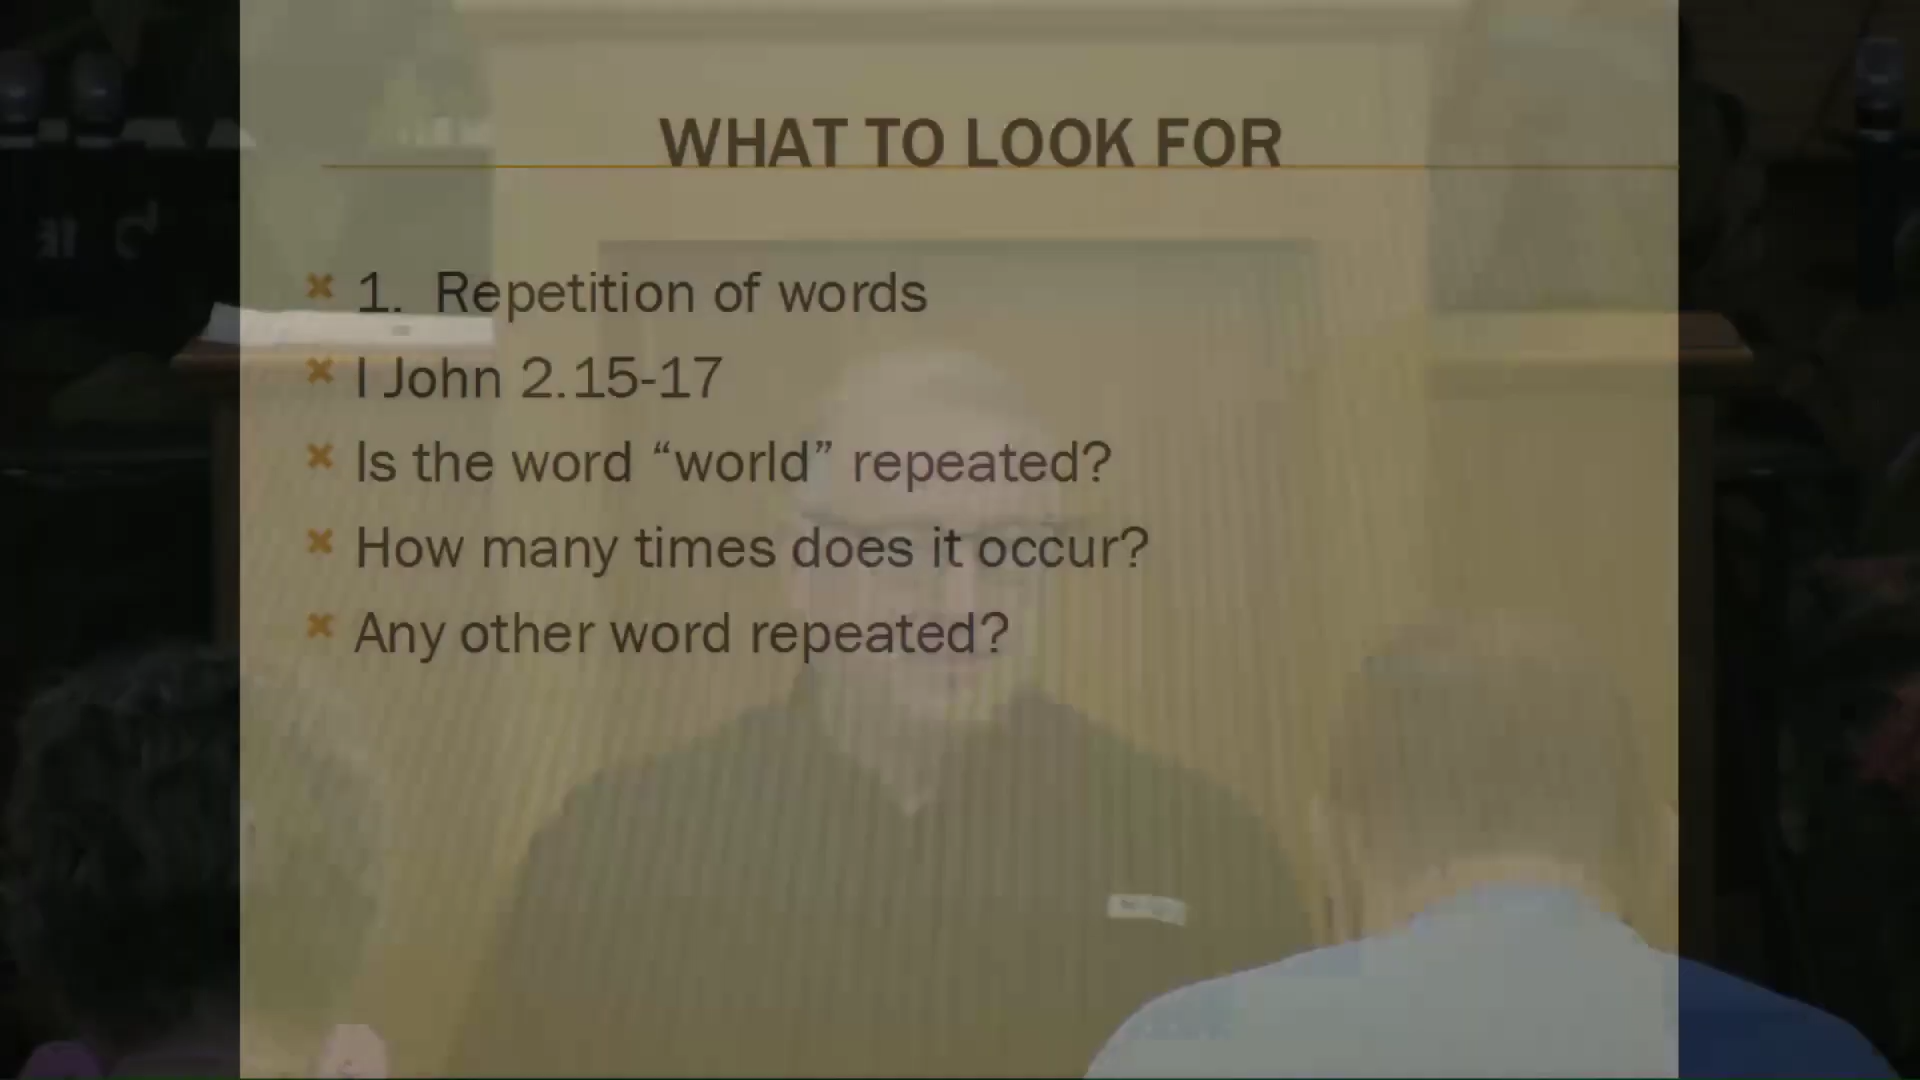 WHAT TO LOOK FOR
1. Repetition of words
I John 2.15-17
Is the word “world” repeated?
How many times does it occur?
Any other word repeated?